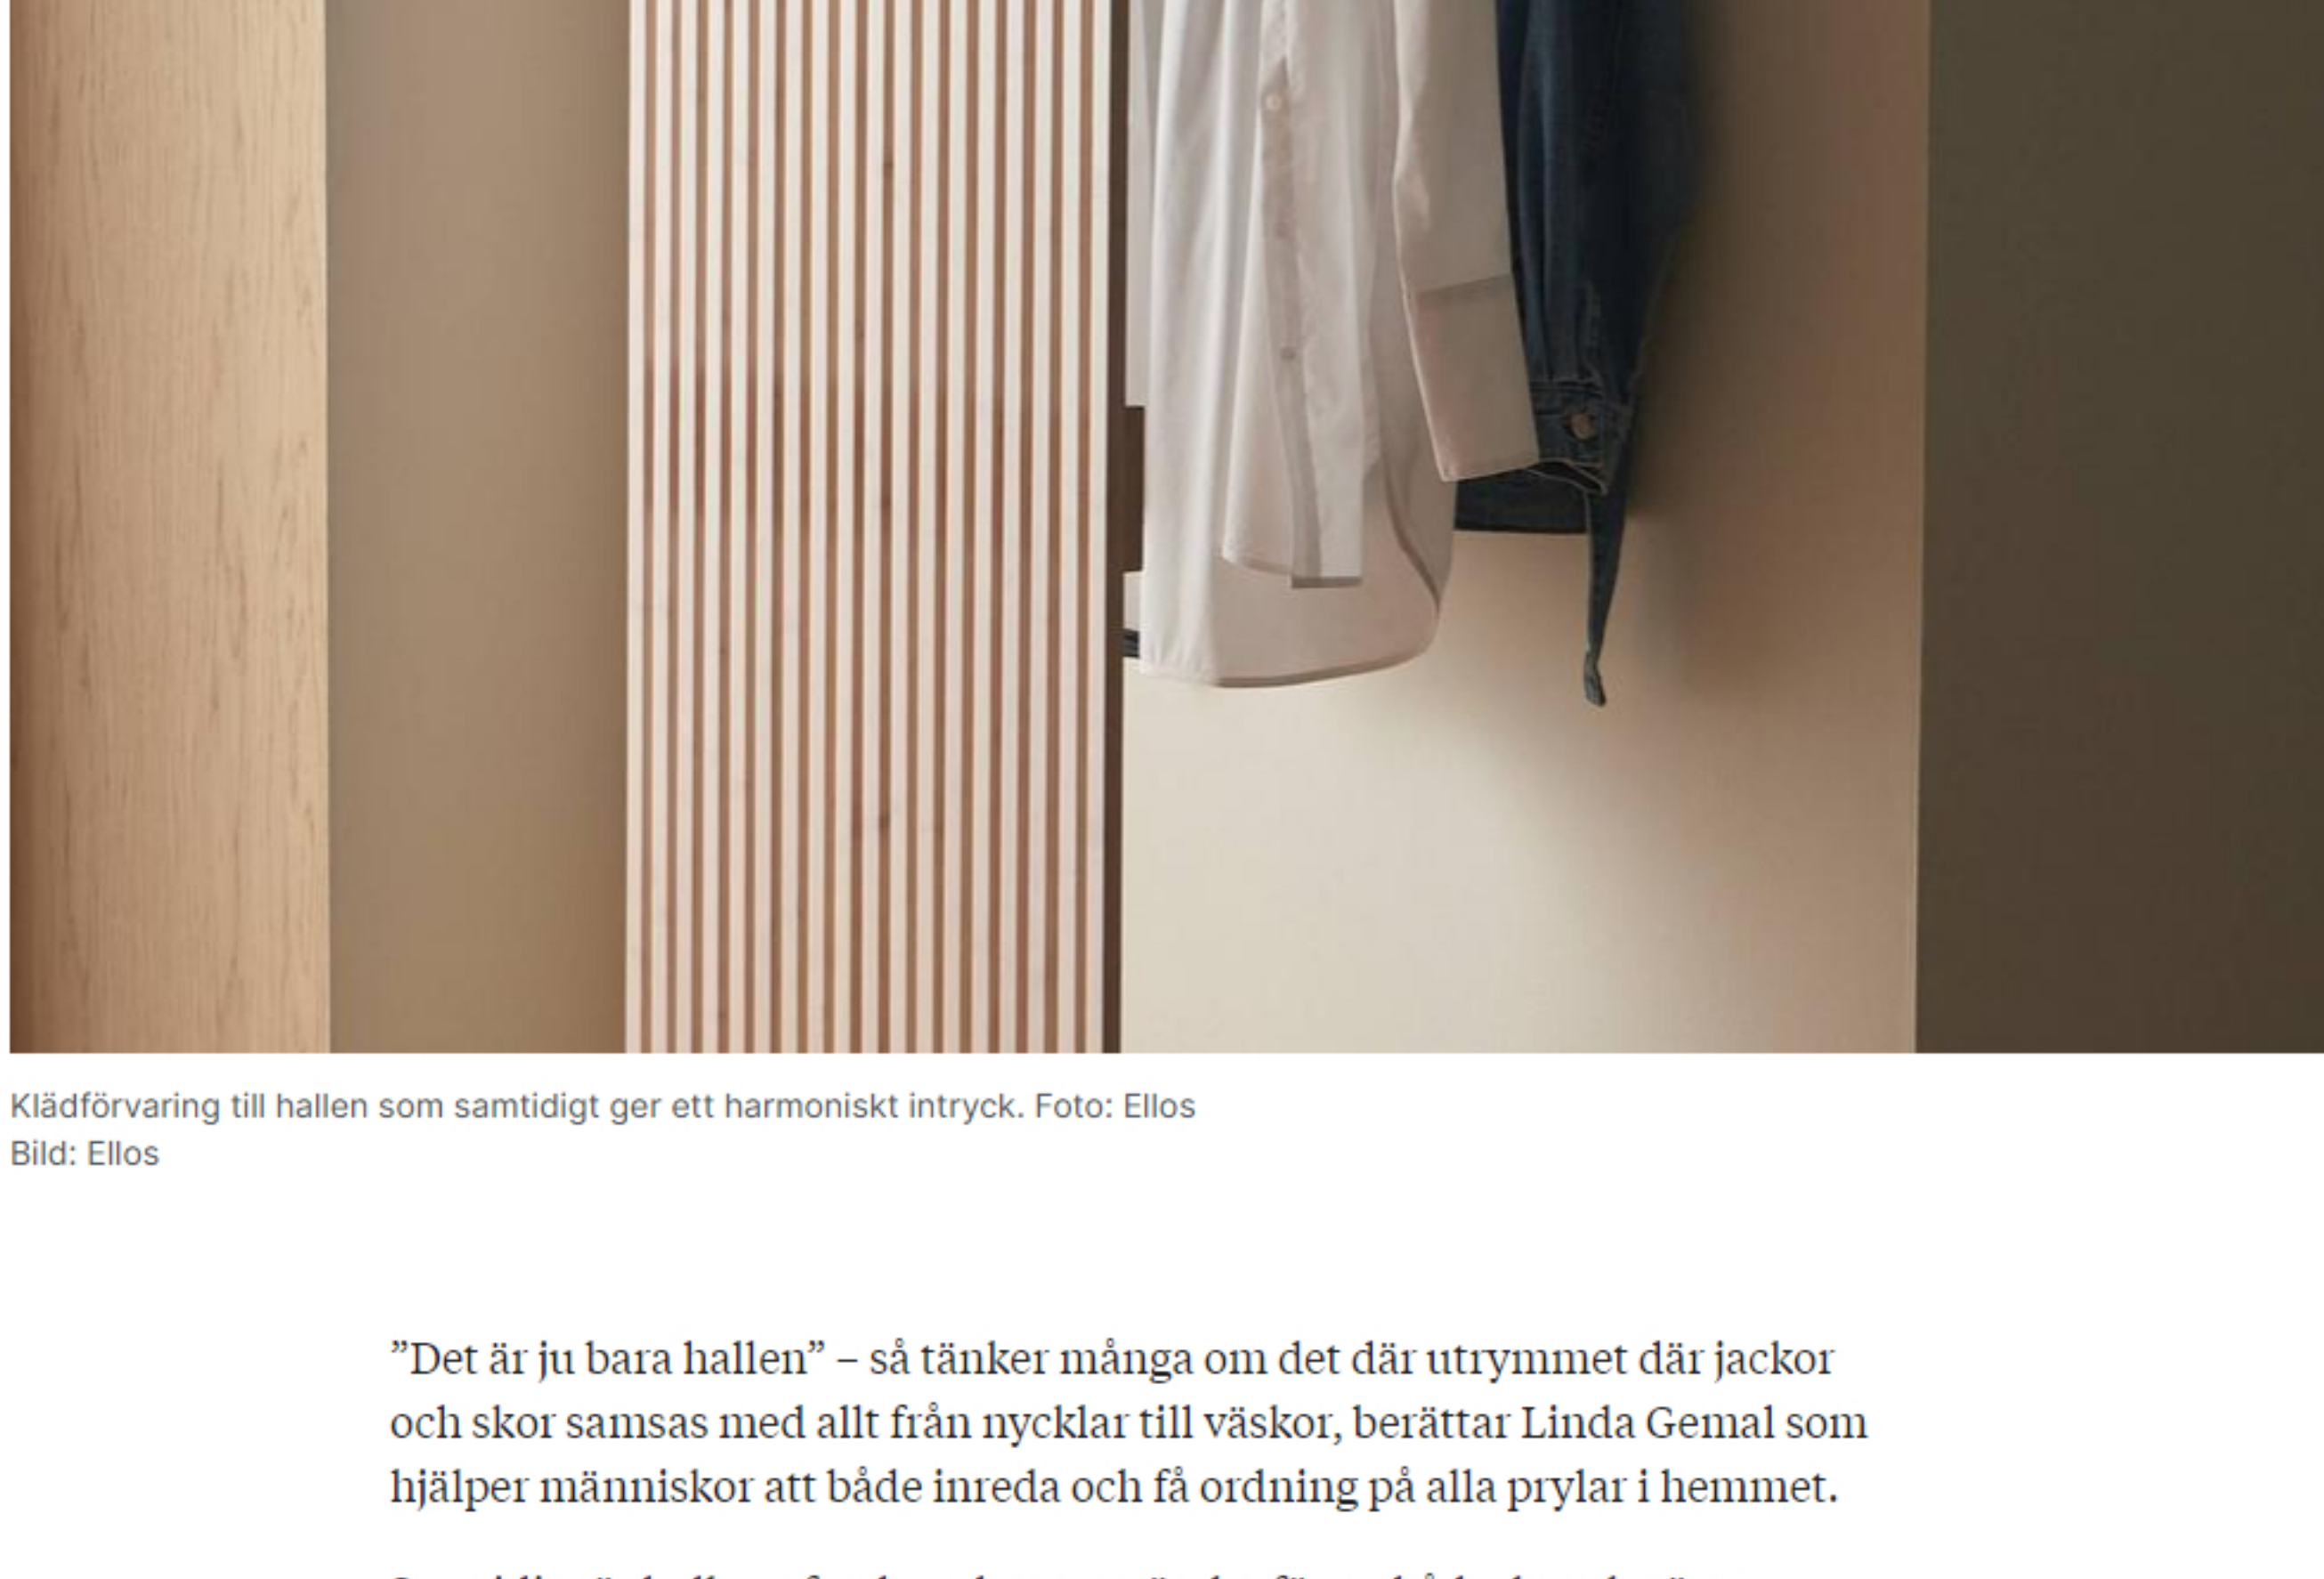 Klädförvaring till hallen som samtidigt ger ett harmoniskt intryck. Foto: Ellos
Bild: Ellos
”Det är ju bara hallen” – så tänker många om det där utrymmet där jackor
och skor samsas med allt från nycklar till väskor, berättar Linda Gemal som
hjälper människor att både inreda och få ordning på alla prylar i hemmet.